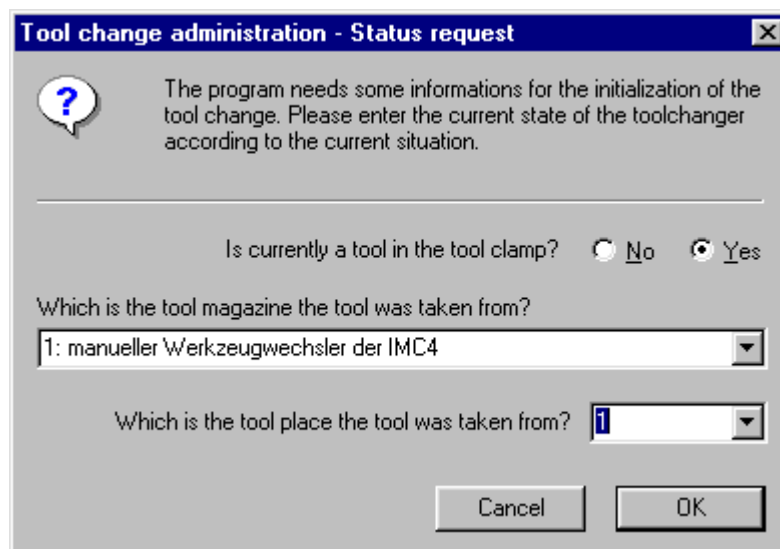 Tool change administration - Status request
?
The program needs some informations for the initialization of the
tool change. Please enter the current state of the toolchanger
according to the current situation.
Is currently a tool in the tool clamp? No Yes
Which is the tool magazine the tool was taken from?
1: manueller Werkzeugwechsler der IMC4
Which is the tool place the tool was taken from? 1
Cancel OK